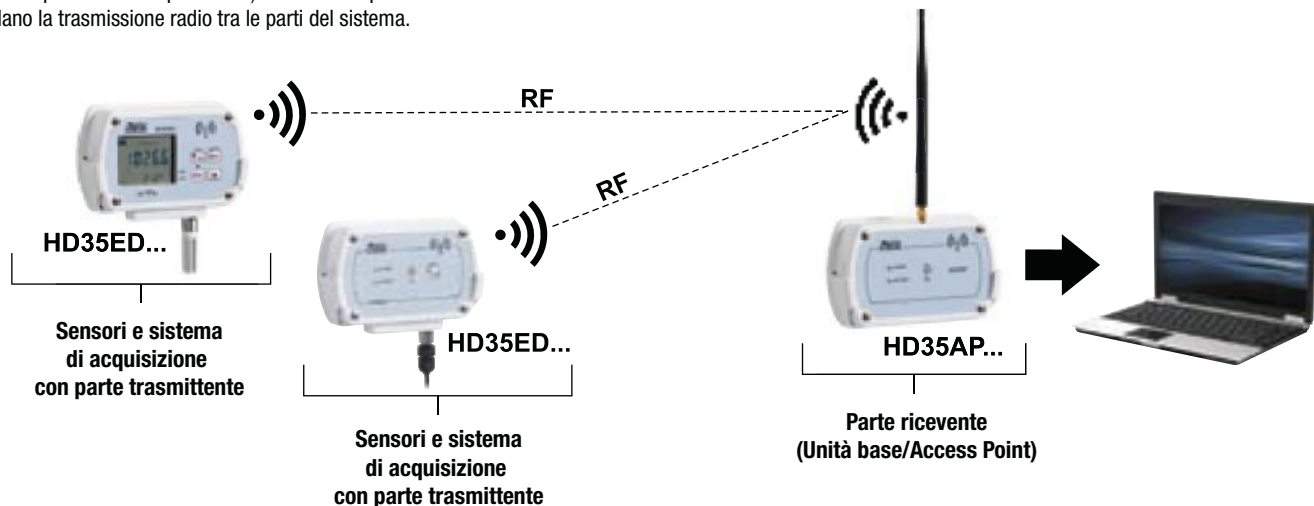 lano la trasmissione radio tra le parti del sistema.
RF
RF
HD35ED...
Sensori e sistema
di acquisizione
con parte trasmittente
HD35ED...
Sensori e sistema
di acquisizione
con parte trasmittente
HD35AP...
Parte ricevente
(Unità base/Access Point)